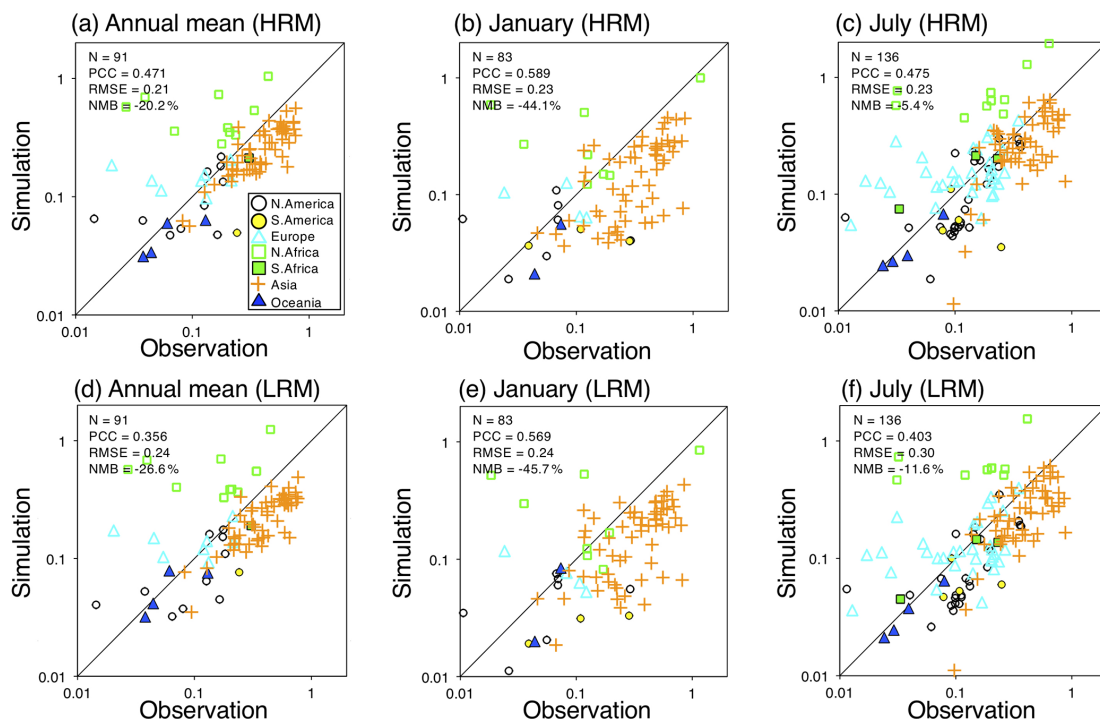 (a) Annual mean (HRM)
N = 91
PCC = 0.471
RMSE = 0.21
NMB = -20.2%
1
0.1
0.01
Simulation
0.01
0.1
1
Observation
N.America
S.America
Europe
N.Africa
S.Africa
Asia
Oceania
(b) January (HRM)
N = 83
PCC = 0.589
RMSE = 0.23
NMB = -44.1%
1
0.1
0.01
Simulation
0.01
0.1
1
Observation
(c) July (HRM)
N = 136
PCC = 0.475
RMSE = 0.23
NMB = -5.4%
1
0.1
0.01
Simulation
0.01
0.1
1
Observation
(d) Annual mean (LRM)
N = 91
PCC = 0.356
RMSE = 0.24
NMB = -26.6%
1
0.1
0.01
Simulation
0.01
0.1
1
Observation
(e) January (LRM)
N = 83
PCC = 0.569
RMSE = 0.24
NMB = -45.7%
1
0.1
0.01
Simulation
0.01
0.1
1
Observation
(f) July (LRM)
N = 136
PCC = 0.403
RMSE = 0.30
NMB = -11.6%
1
0.1
0.01
Simulation
0.01
0.1
1
Observation